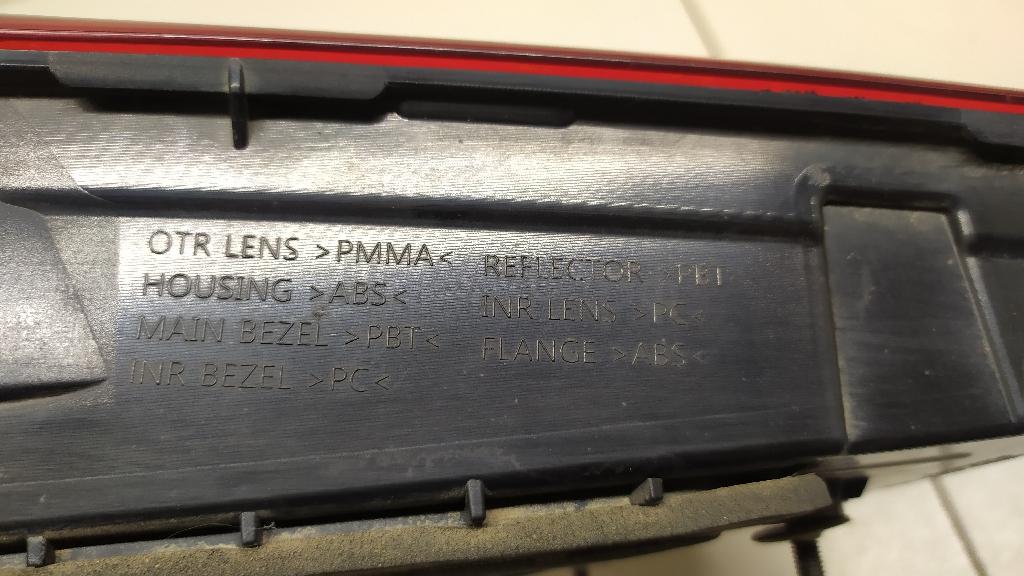 OTR LENS >PMMA<
HOUSING >ABS<
MAIN BEZEL >PBT<
INR BEZEL >PC<
REFLECTOR >PBT
INR LENS >PC<
FLANGE >ABS<